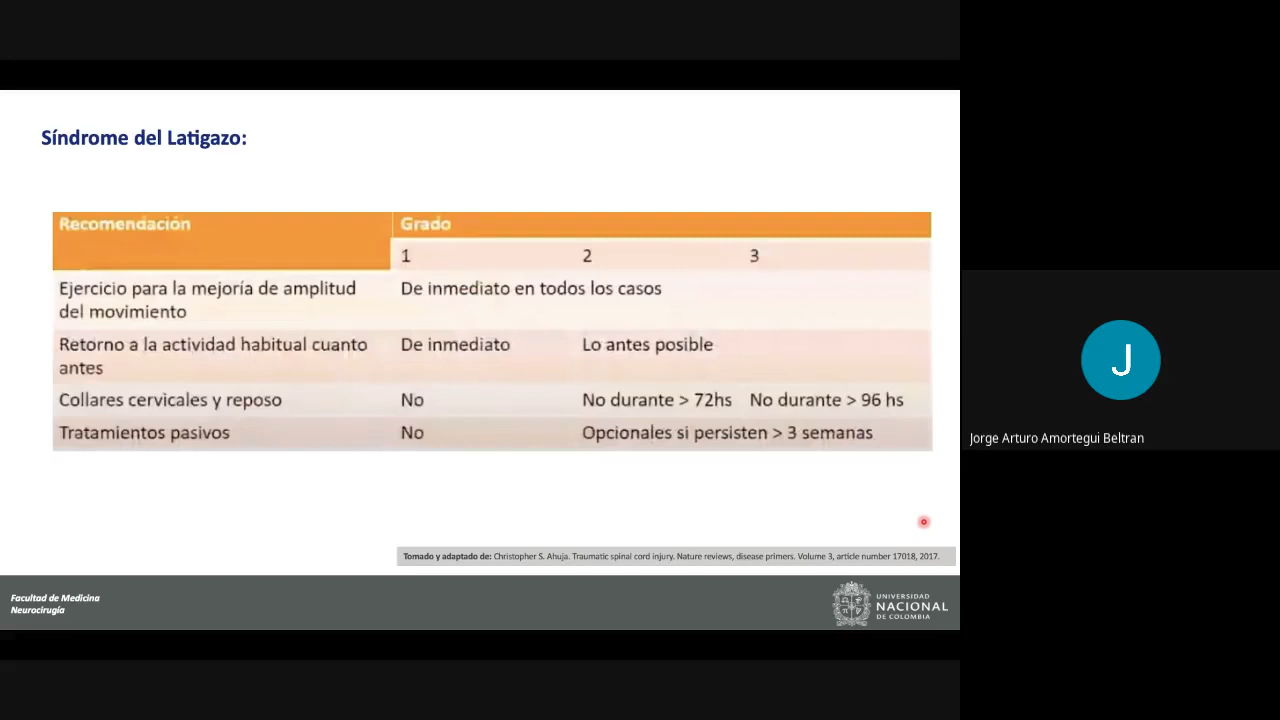 Síndrome del Latigazo:
Recomendación Grado
1 2 3
Ejercicio para la mejoría de amplitud
del movimiento
De inmediato en todos los casos
Retorno a la actividad habitual cuanto
antes
De inmediato Lo antes posible
Collares cervicales y reposo No No durante > 72hs No durante > 96 hs
Tratamientos pasivos No Opcionales si persisten > 3 semanas
Tomado y adaptado de: Christopher S. Ahuja. Traumatic spinal cord injury. Nature reviews, disease primers. Volume 3, article number 17018, 2017.
Facultad de Medicina
Neurocirugía
UNIVERSIDAD
NACIONAL
DE COLOMBIA
J
Jorge Arturo Amortegui Beltran